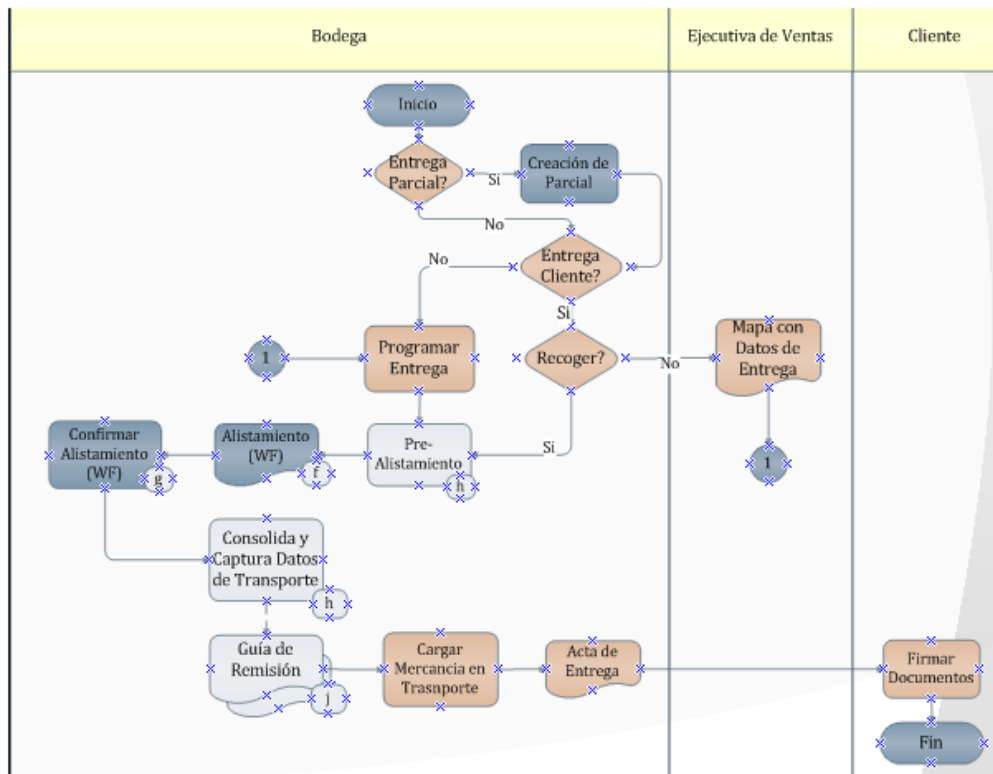 Bodega
Ejecutiva de Ventas
Cliente
Inicio
Entrega
Parcial?
Si
Creación de
Parcial
No
Entrega
Cliente?
No
Si
1
Programar
Entrega
Recoger?
No
Mapa con
Datos de
Entrega
Confirmar
Alistamiento
(WF)
g
Alistamiento
(WF)
f
Pre-
Alistamiento
h
Si
1
Consolida y
Captura Datos
de Transporte
h
Guía de
Remisión
j
Cargar
Mercancia en
Trasnporte
Acta de
Entrega
Firmar
Documentos
Fin